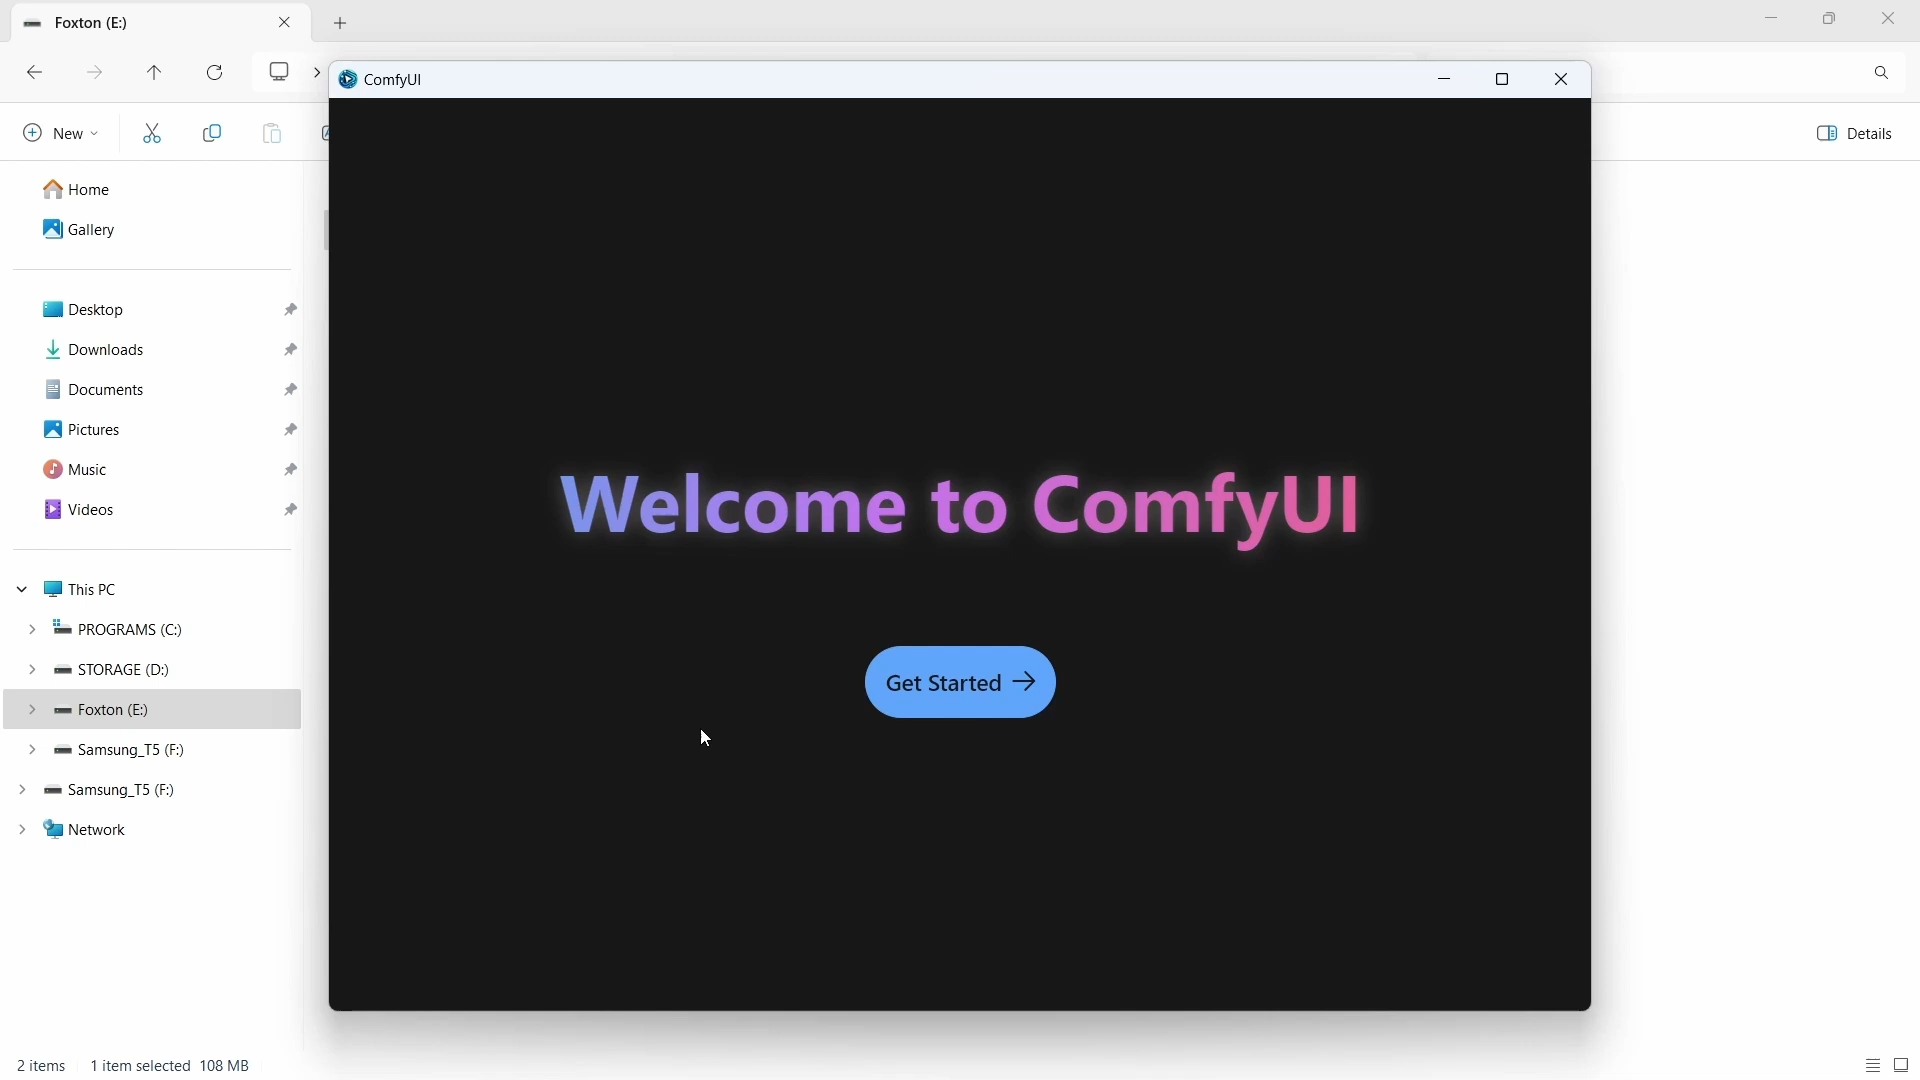 Foxton (E:)
ComfyUI
New
Details
Home
Gallery
Desktop
Downloads
Documents
Pictures
Music
Videos
This PC
PROGRAMS (C:)
STORAGE (D:)
Foxton (E:)
Samsung_T5 (F:)
Samsung_T5 (F:)
Network
Welcome to ComfyUI
Get Started
2 items 1 item selected 108 MB